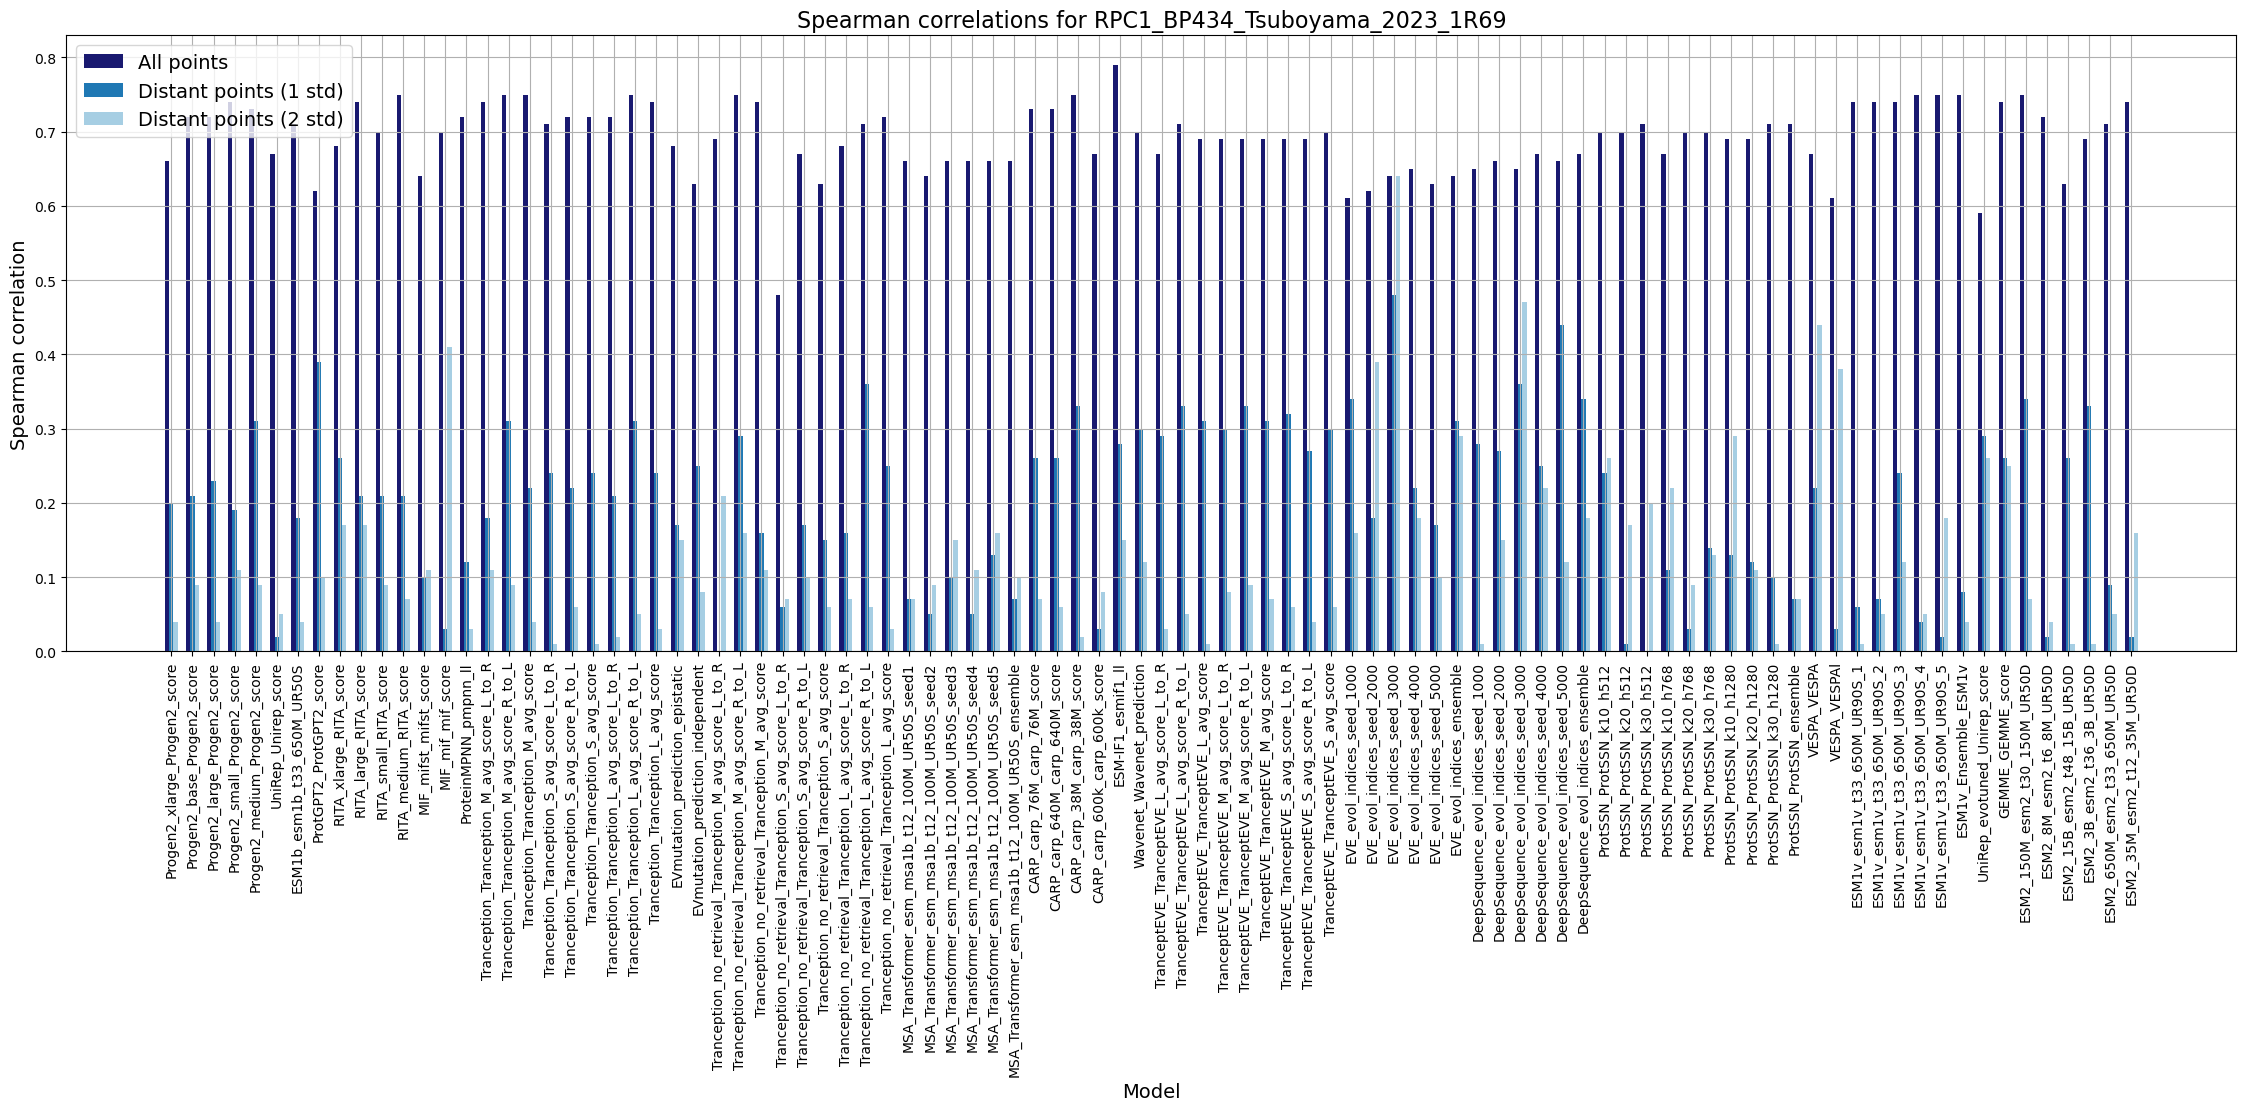 Spearman correlations for RPC1_BP434_Tsuboyama_2023_1R69
All points
Distant points (1 std)
Distant points (2 std)
Spearman correlation
0.8
0.7
0.6
0.5
0.4
0.3
0.2
0.1
0.0
Progen2_xlarge_Progen2_score
Progen2_base_Progen2_score
Progen2_large_Progen2_score
Progen2_small_Progen2_score
Progen2_medium_Progen2_score
UniRep_Unirep_score
ESM1b_esm1b_t33_650M_UR50S
ProtGPT2_ProtGPT2_score
RITA_xlarge_RITA_score
RITA_large_RITA_score
RITA_small_RITA_score
RITA_medium_RITA_score
MIF_mifst_mifst_score
MIF_mif_mif_score
ProteinMPNN_pmpnn_ll
Tranception_Tranception_M_avg_score_L_to_R
Tranception_Tranception_M_avg_score_R_to_L
Tranception_Tranception_M_avg_score
Tranception_Tranception_S_avg_score_L_to_R
Tranception_Tranception_S_avg_score_R_to_L
Tranception_Tranception_S_avg_score
Tranception_Tranception_L_avg_score_L_to_R
Tranception_Tranception_L_avg_score_R_to_L
Tranception_Tranception_L_avg_score
EVmutation_prediction_epistatic
EVmutation_prediction_independent
Tranception_no_retrieval_Tranception_M_avg_score_L_to_R
Tranception_no_retrieval_Tranception_M_avg_score_R_to_L
Tranception_no_retrieval_Tranception_M_avg_score
Tranception_no_retrieval_Tranception_S_avg_score_L_to_R
Tranception_no_retrieval_Tranception_S_avg_score_R_to_L
Tranception_no_retrieval_Tranception_S_avg_score
Tranception_no_retrieval_Tranception_L_avg_score_L_to_R
Tranception_no_retrieval_Tranception_L_avg_score_R_to_L
Tranception_no_retrieval_Tranception_L_avg_score
MSA_Transformer_esm_msa1b_t12_100M_UR50S_seed1
MSA_Transformer_esm_msa1b_t12_100M_UR50S_seed2
MSA_Transformer_esm_msa1b_t12_100M_UR50S_seed3
MSA_Transformer_esm_msa1b_t12_100M_UR50S_seed4
MSA_Transformer_esm_msa1b_t12_100M_UR50S_seed5
MSA_Transformer_esm_msa1b_t12_100M_UR50S_ensemble
CARP_carp_76M_carp_76M_score
CARP_carp_640M_carp_640M_score
CARP_carp_38M_carp_38M_score
CARP_carp_600k_carp_600k_score
ESM-IF1_esmif1_ll
Wavenet_Wavenet_prediction
TranceptEVE_TranceptEVE_L_avg_score_L_to_R
TranceptEVE_TranceptEVE_L_avg_score_R_to_L
TranceptEVE_TranceptEVE_L_avg_score
TranceptEVE_TranceptEVE_M_avg_score_L_to_R
TranceptEVE_TranceptEVE_M_avg_score_R_to_L
TranceptEVE_TranceptEVE_M_avg_score
TranceptEVE_TranceptEVE_S_avg_score_L_to_R
TranceptEVE_TranceptEVE_S_avg_score_R_to_L
TranceptEVE_TranceptEVE_S_avg_score
EVE_evol_indices_seed_1000
EVE_evol_indices_seed_2000
EVE_evol_indices_seed_3000
EVE_evol_indices_seed_4000
EVE_evol_indices_seed_5000
EVE_evol_indices_ensemble
DeepSequence_evol_indices_seed_1000
DeepSequence_evol_indices_seed_2000
DeepSequence_evol_indices_seed_3000
DeepSequence_evol_indices_seed_4000
DeepSequence_evol_indices_seed_5000
DeepSequence_evol_indices_ensemble
ProtSSN_ProtSSN_k10_h512
ProtSSN_ProtSSN_k20_h512
ProtSSN_ProtSSN_k30_h512
ProtSSN_ProtSSN_k10_h768
ProtSSN_ProtSSN_k20_h768
ProtSSN_ProtSSN_k30_h768
ProtSSN_ProtSSN_k10_h1280
ProtSSN_ProtSSN_k20_h1280
ProtSSN_ProtSSN_k30_h1280
ProtSSN_ProtSSN_ensemble
VESPA_VESPA
VESPA_VESPAl
ESM1v_esm1v_t33_650M_UR90S_1
ESM1v_esm1v_t33_650M_UR90S_2
ESM1v_esm1v_t33_650M_UR90S_3
ESM1v_esm1v_t33_650M_UR90S_4
ESM1v_esm1v_t33_650M_UR90S_5
ESM1v_Ensemble_ESM1v
UniRep_evotuned_Unirep_score
GEMME_GEMME_score
ESM2_150M_esm2_t30_150M_UR50D
ESM2_8M_esm2_t6_8M_UR50D
ESM2_15B_esm2_t48_15B_UR50D
ESM2_3B_esm2_t36_3B_UR50D
ESM2_650M_esm2_t33_650M_UR50D
ESM2_35M_esm2_t12_35M_UR50D
Model